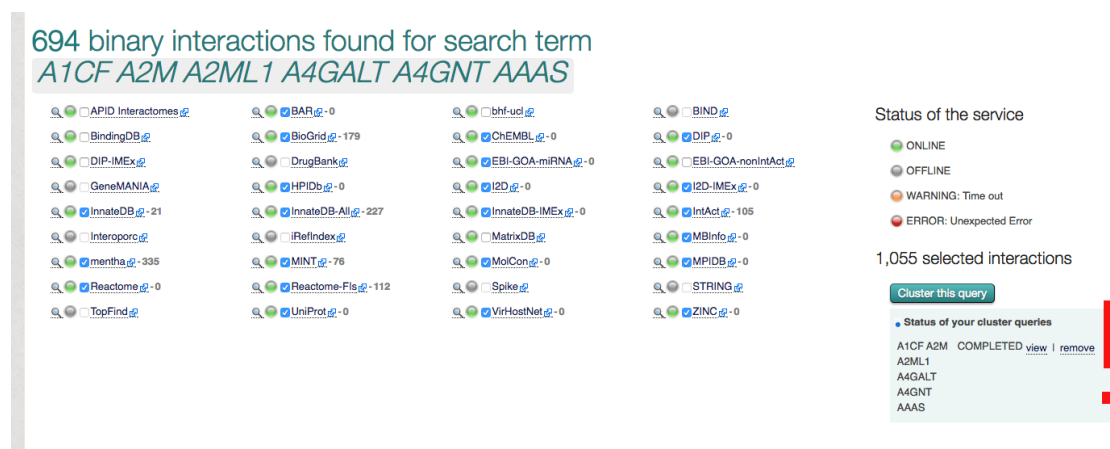 694 binary interactions found for search term
A1CF A2M A2ML1 A4GALT A4GNT AAAS
APID Interactomes BAR - 0 bhf-ucl BIND
BindingDB BioGrid - 179 ChEMBL - 0 DIP - 0
DIP-IMEx DrugBank EBI-GOA-miRNA - 0 EBI-GOA-nonIntAct
GeneMANIA HPIDb - 0 I2D - 0 I2D-IMEx - 0
InnateDB - 21 InnateDB-All - 227 InnateDB-IMEx - 0 IntAct - 105
Interoporc iRefIndex MatrixDB MBInfo - 0
mentha - 335 MINT - 76 MolCon - 0 MPIDB - 0
Reactome - 0 Reactome-FIs - 112 Spike STRING
TopFind UniProt - 0 VirHostNet - 0 ZINC - 0
Status of the service
ONLINE
OFFLINE
WARNING: Time out
ERROR: Unexpected Error
1,055 selected interactions
Cluster this query
Status of your cluster queries
A1CF A2M COMPLETED view | remove
A2ML1
A4GALT
A4GNT
AAAS